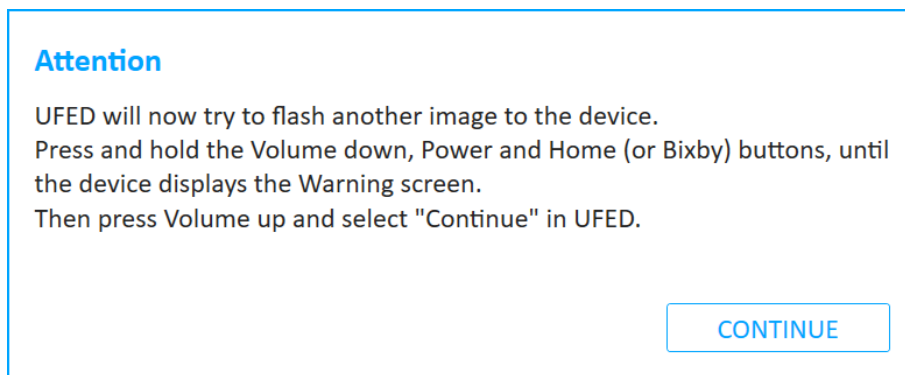 Attention
UFED will now try to flash another image to the device.
Press and hold the Volume down, Power and Home (or Bixby) buttons, until
the device displays the Warning screen.
Then press Volume up and select "Continue" in UFED.
CONTINUE